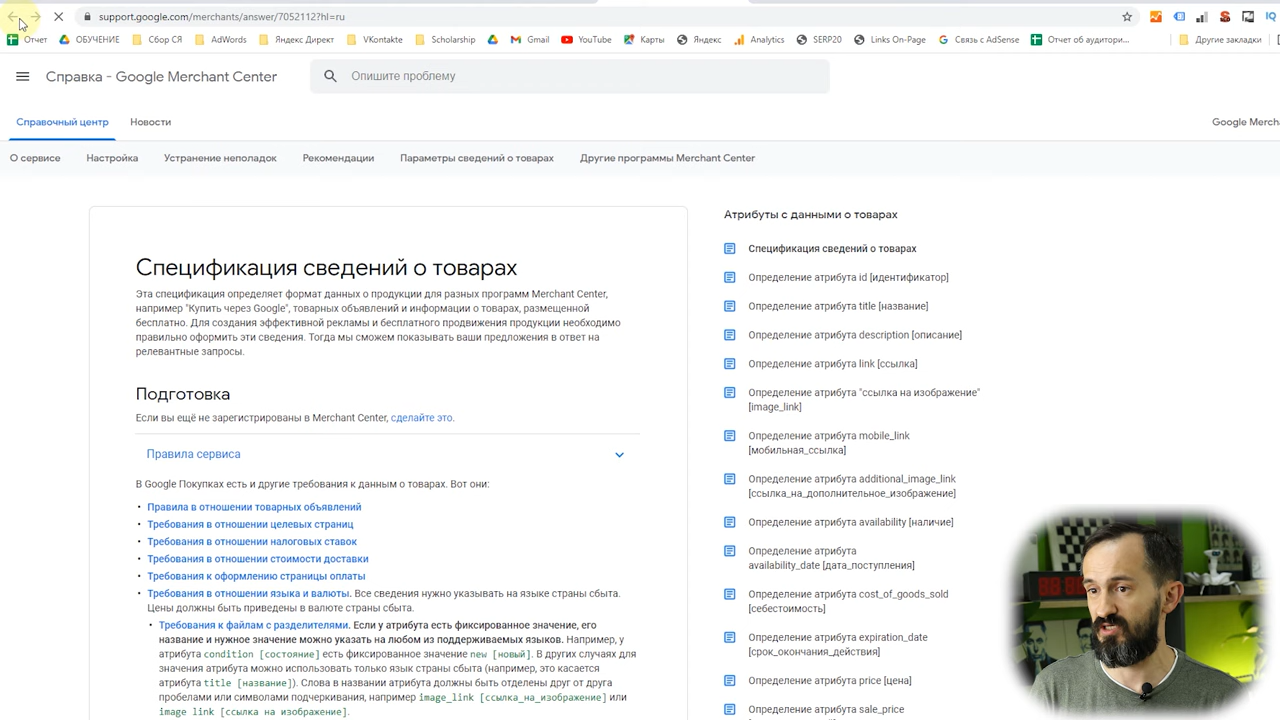 support.google.com/merchants/answer/7052112?hl=ru
Отчет ОБУЧЕНИЕ Сбор СЯ AdWords Яндекс Директ VKontakte Scholarship Gmail YouTube Карты Яндекс Analytics SERP20 Links On-Page Связь с AdSense Отчет об аудитори... Другие закладки
Справка - Google Merchant Center
Опишите проблему
Справочный центр Новости Google Merch
О сервисе Настройка Устранение неполадок Рекомендации Параметры сведений о товарах Другие программы Merchant Center
Спецификация сведений о товарах
Эта спецификация определяет формат данных о продукции для разных программ Merchant Center,
например "Купить через Google", товарных объявлений и информации о товарах, размещенной
бесплатно. Для создания эффективной рекламы и бесплатного продвижения продукции необходимо
правильно оформить эти сведения. Тогда мы сможем показывать ваши предложения в ответ на
релевантные запросы.
Подготовка
Если вы ещё не зарегистрированы в Merchant Center, сделайте это.
Правила сервиса
В Google Покупках есть и другие требования к данным о товарах. Вот они:
• Правила в отношении товарных объявлений
• Требования в отношении целевых страниц
• Требования в отношении налоговых ставок
• Требования в отношении стоимости доставки
• Требования к оформлению страницы оплаты
• Требования в отношении языка и валюты. Все сведения нужно указывать на языке страны сбыта.
Цены должны быть приведены в валюте страны сбыта.
• Требования к файлам с разделителями. Если у атрибута есть фиксированное значение, его
название и нужное значение можно указать на любом из поддерживаемых языков. Например, у
атрибута condition [состояние] есть фиксированное значение new [новый]. В других случаях для
значения атрибута можно использовать только язык страны сбыта (например, это касается
атрибута title [название]). Слова в названии атрибута должны быть отделены друг от друга
пробелами или символами подчеркивания, например image_link [ссылка_на_изображение] или
image link [ссылка на изображение].
Атрибуты с данными о товарах
Спецификация сведений о товарах
Определение атрибута id [идентификатор]
Определение атрибута title [название]
Определение атрибута description [описание]
Определение атрибута link [ссылка]
Определение атрибута "ссылка на изображение"
[image_link]
Определение атрибута mobile_link
[мобильная_ссылка]
Определение атрибута additional_image_link
[ссылка_на_дополнительное_изображение]
Определение атрибута availability [наличие]
Определение атрибута
availability_date [дата_поступления]
Определение атрибута cost_of_goods_sold
[себестоимость]
Определение атрибута expiration_date
[срок_окончания_действия]
Определение атрибута price [цена]
Определение атрибута sale_price